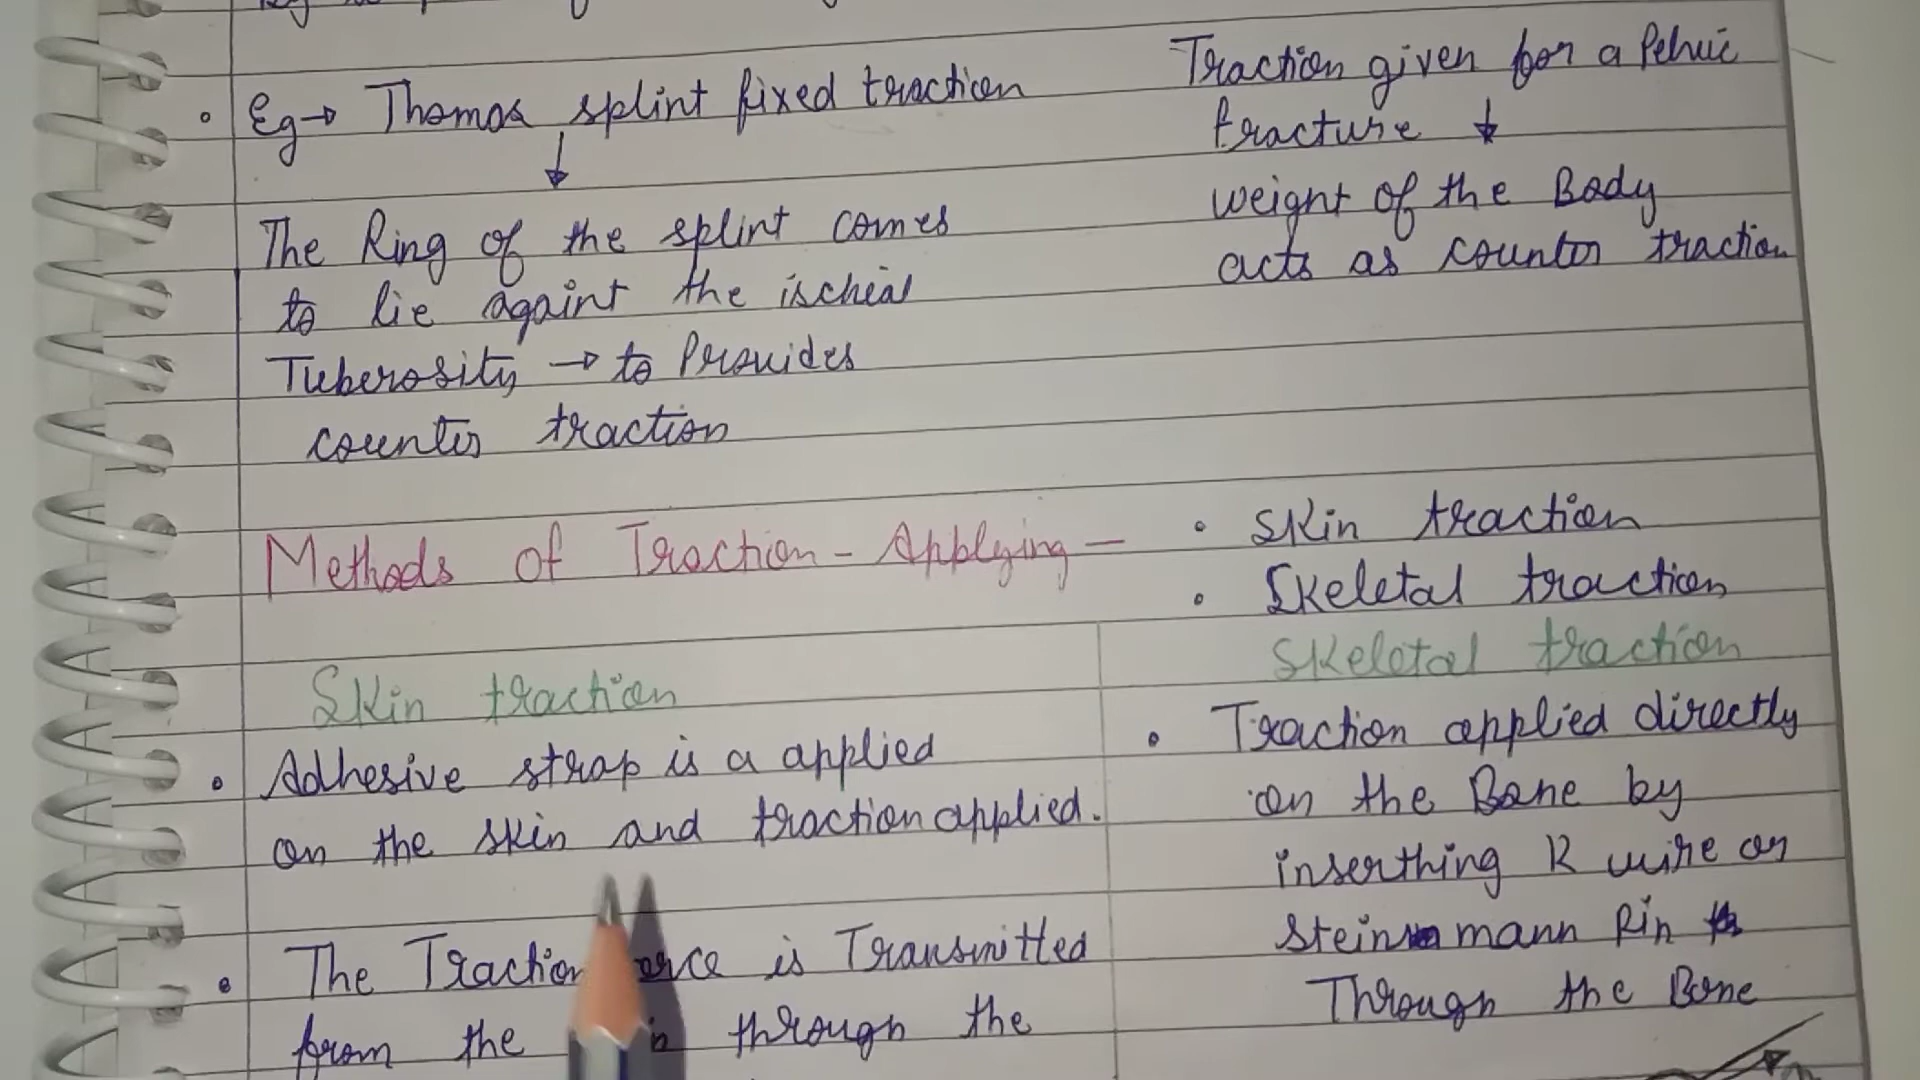 Eg→ Thomas splint fixed traction
↓
The Ring of the splint comes
to lie againt the ischial
Tuberosity → to Provides
counter traction
Traction given for a Pelvic
fracture ↓
weight of the Body
acts as counter traction
Methods of Traction - Applying —
• Skin traction
• Skeletal traction
Skin traction
• Adhesive strap is a applied
on the skin and traction applied.
• The Traction is Transmitted
from the through the
Skeletal traction
• Traction applied directly
on the Bone by
inserthing K wire or
stein mann Pin
Through the Bone